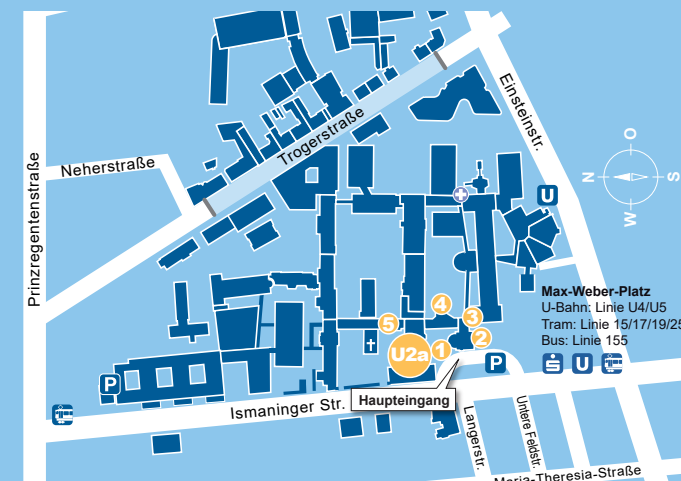 Prinzregentenstraße
Neherstraße
Trogerstraße
Einsteinstr.
O
N
S
W
U
Max-Weber-Platz
U-Bahn: Linie U4/U5
Tram: Linie 15/17/19/25
Bus: Linie 155
S U
4
3
5
2
U2a
1
P
P
Haupteingang
Ismaninger Str.
Langerstr.
Untere Feldstr.
Maria-Theresia-Straße